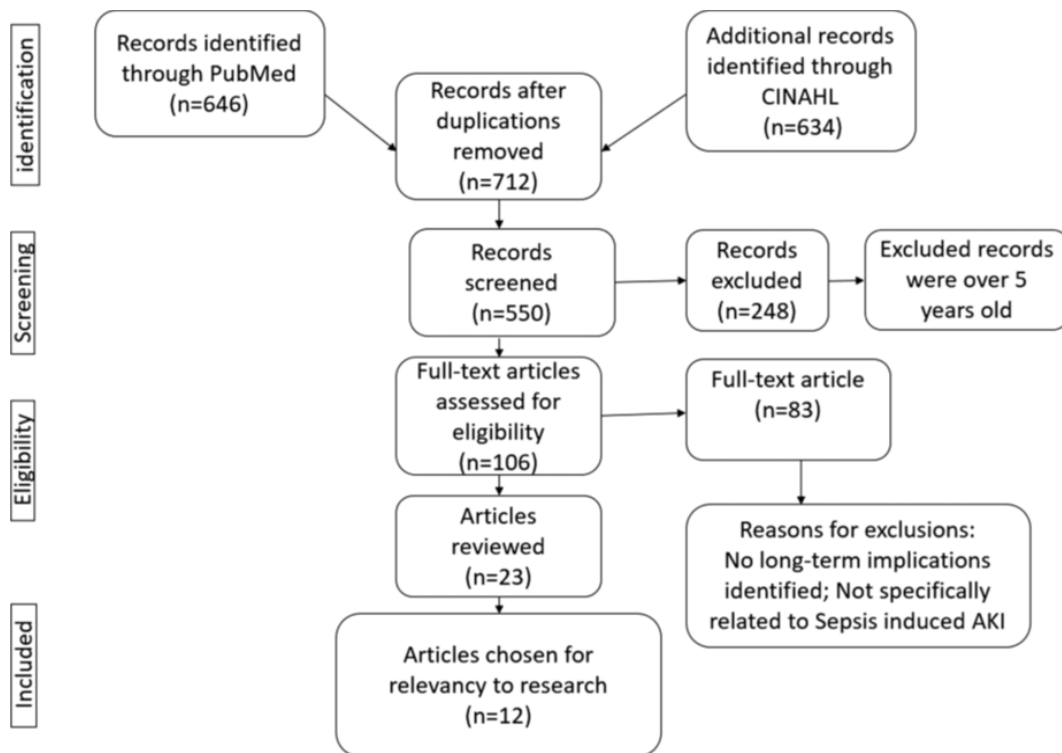 identification
Records identified
through PubMed
(n=646)
Records after
duplications
removed
(n=712)
Additional records
identified through
CINAHL
(n=634)
Screening
Records
screened
(n=550)
Records
excluded
(n=248)
Excluded records
were over 5
years old
Eligibility
Full-text articles
assessed for
eligibility
(n=106)
Full-text article
(n=83)
Articles
reviewed
(n=23)
Reasons for exclusions:
No long-term implications
identified; Not specifically
related to Sepsis induced AKI
Included
Articles chosen for
relevancy to research
(n=12)